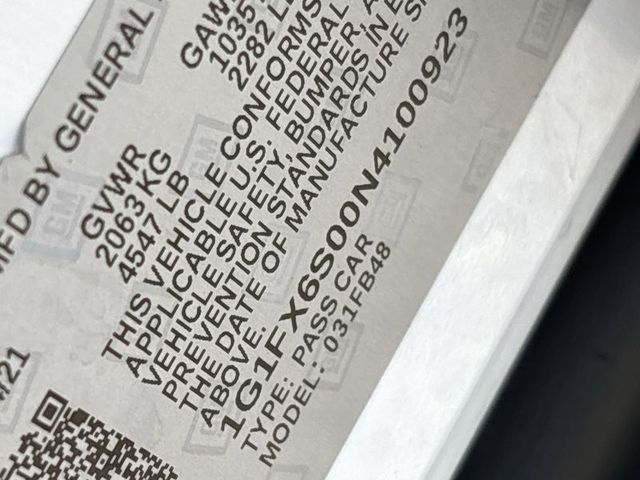 MFD BY GENERAL
/21
GVWR
2063 KG
4547 LB
GAW
1035
2282 L
THIS VEHICLE CONFORMS
APPLICABLE U.S. FEDERAL
VEHICLE SAFETY, BUMPER, A
PREVENTION STANDARDS IN E
THE DATE OF MANUFACTURE S
ABOVE.
1G1FX6S00N4100923
TYPE: PASS CAR
MODEL: 031FB48